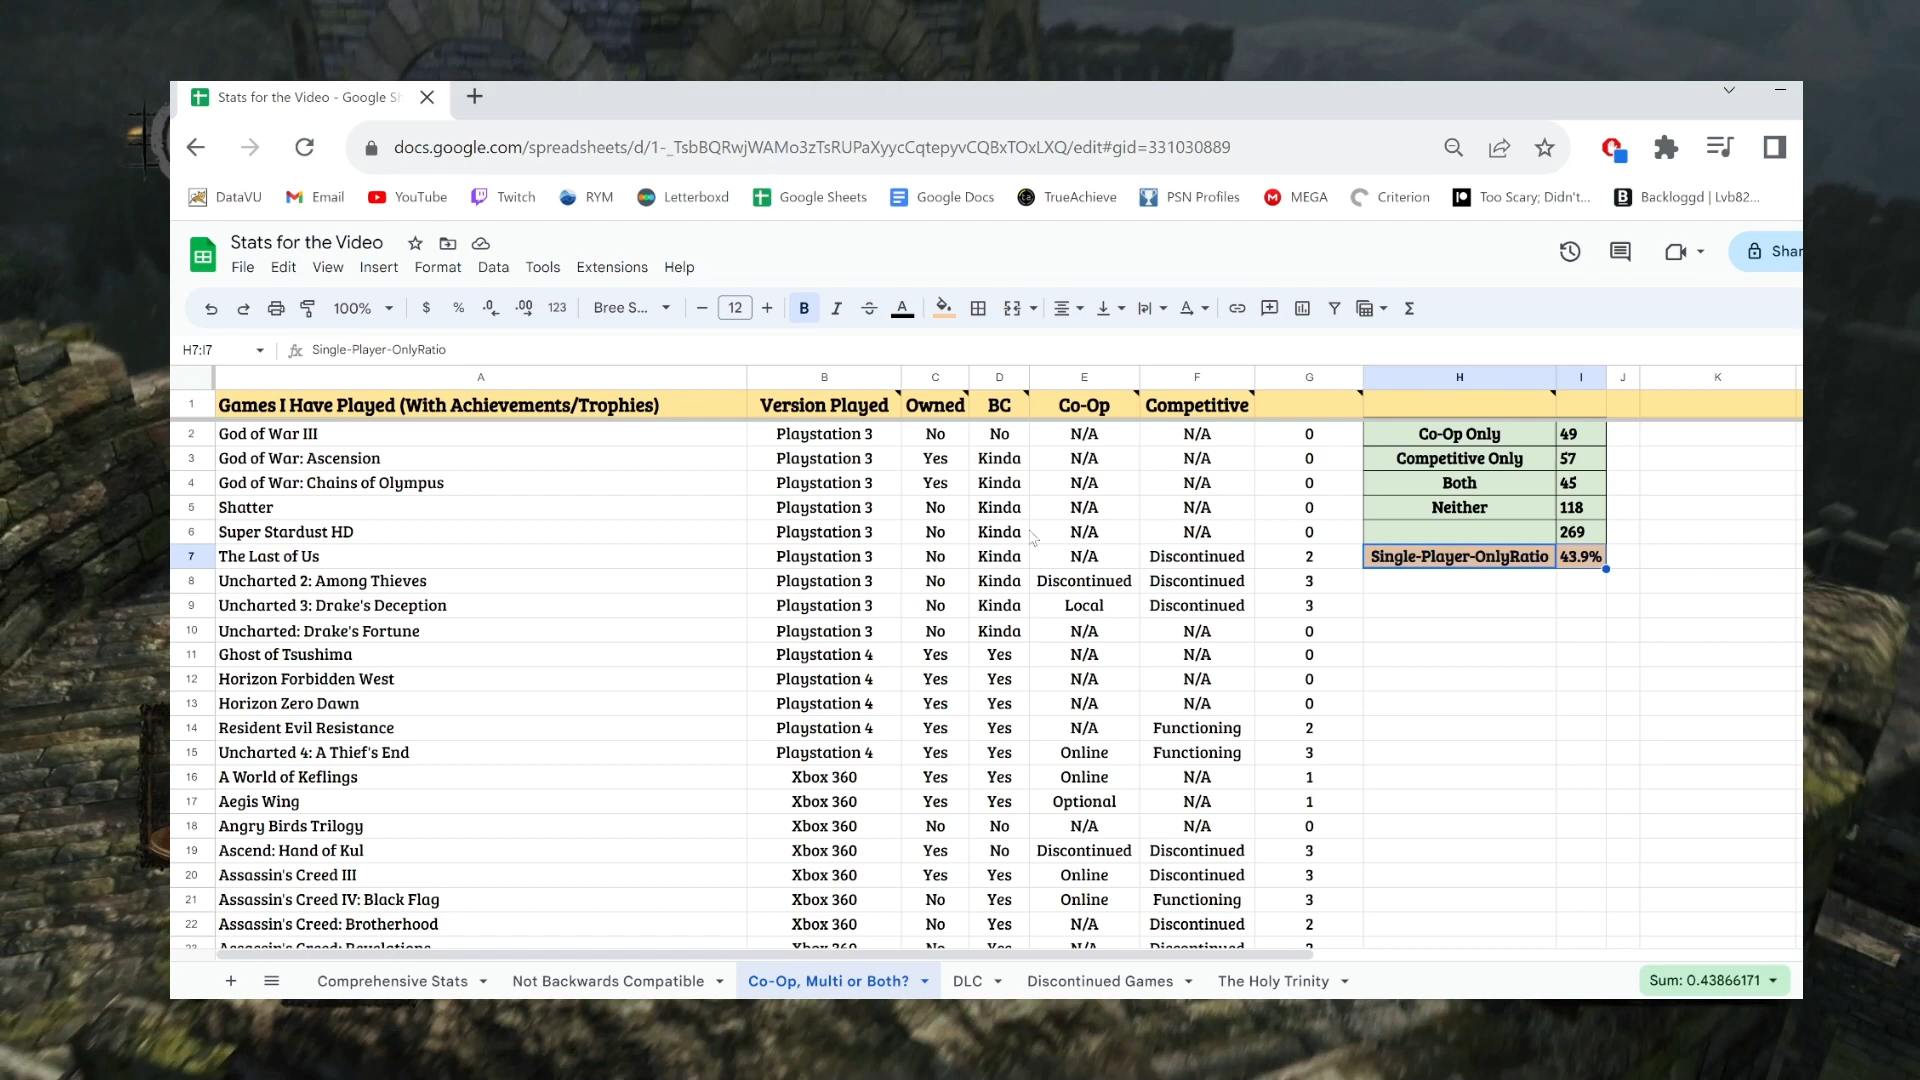 Stats for the Video - Google Sh
docs.google.com/spreadsheets/d/1-_TsbBQRwjWAMo3zTsRUPaXyycCqtepyvCQBxTOxLXQ/edit#gid=331030889
DataVU Email YouTube Twitch RYM Letterboxd Google Sheets Google Docs TrueAchieve PSN Profiles MEGA Criterion Too Scary; Didn't... Backloggd | Lvb82...
Stats for the Video
File Edit View Insert Format Data Tools Extensions Help
Shar
100% $ % .0 .00 123 Bree S... 12 B I A
H7:I7 fx Single-Player-OnlyRatio
A B C D E F G H I J K
1 Games I Have Played (With Achievements/Trophies) Version Played Owned BC Co-Op Competitive
2 God of War III Playstation 3 No No N/A N/A 0 Co-Op Only 49
3 God of War: Ascension Playstation 3 Yes Kinda N/A N/A 0 Competitive Only 57
4 God of War: Chains of Olympus Playstation 3 Yes Kinda N/A N/A 0 Both 45
5 Shatter Playstation 3 No Kinda N/A N/A 0 Neither 118
6 Super Stardust HD Playstation 3 No Kinda N/A N/A 0 269
7 The Last of Us Playstation 3 No Kinda N/A Discontinued 2 Single-Player-OnlyRatio 43.9%
8 Uncharted 2: Among Thieves Playstation 3 No Kinda Discontinued Discontinued 3
9 Uncharted 3: Drake's Deception Playstation 3 No Kinda Local Discontinued 3
10 Uncharted: Drake's Fortune Playstation 3 No Kinda N/A N/A 0
11 Ghost of Tsushima Playstation 4 Yes Yes N/A N/A 0
12 Horizon Forbidden West Playstation 4 Yes Yes N/A N/A 0
13 Horizon Zero Dawn Playstation 4 Yes Yes N/A N/A 0
14 Resident Evil Resistance Playstation 4 Yes Yes N/A Functioning 2
15 Uncharted 4: A Thief's End Playstation 4 Yes Yes Online Functioning 3
16 A World of Keflings Xbox 360 Yes Yes Online N/A 1
17 Aegis Wing Xbox 360 Yes Yes Optional N/A 1
18 Angry Birds Trilogy Xbox 360 No No N/A N/A 0
19 Ascend: Hand of Kul Xbox 360 Yes No Discontinued Discontinued 3
20 Assassin's Creed III Xbox 360 Yes Yes Online Discontinued 3
21 Assassin's Creed IV: Black Flag Xbox 360 No Yes Online Functioning 3
22 Assassin's Creed: Brotherhood Xbox 360 No Yes N/A Discontinued 2
23 Assassin's Creed: Revelations Xbox 360 No Yes N/A Discontinued 2
Comprehensive Stats Not Backwards Compatible Co-Op, Multi or Both? DLC Discontinued Games The Holy Trinity Sum: 0.43866171